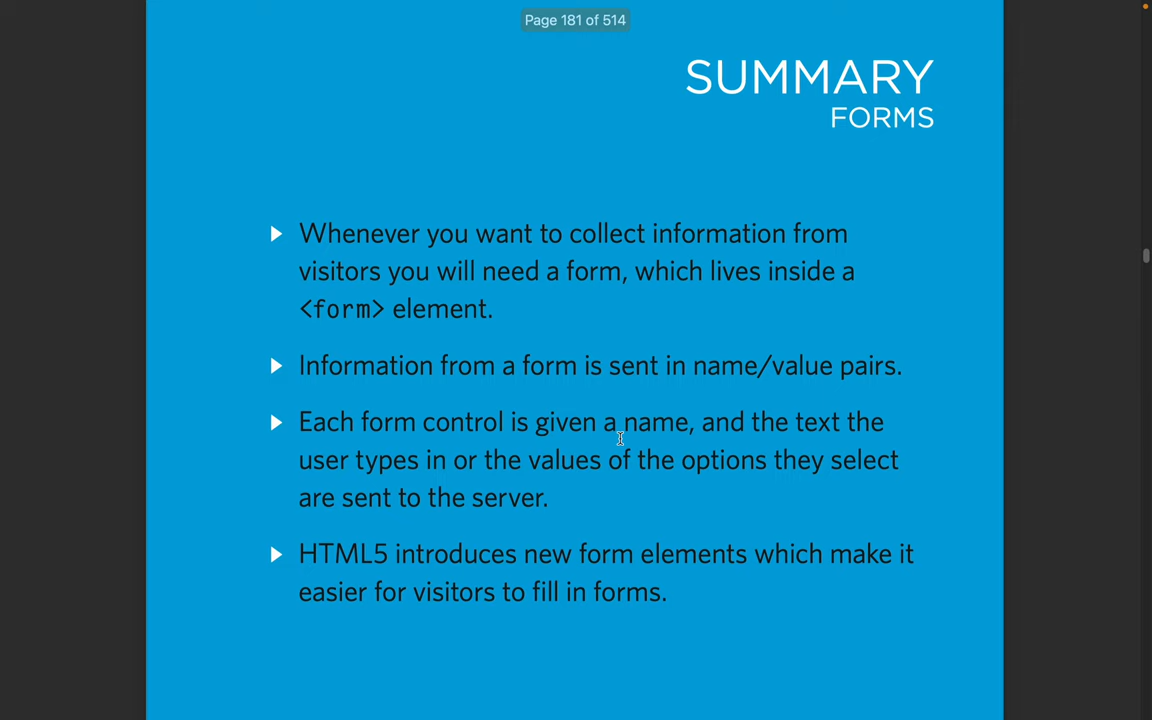 Page 181 of 514
SUMMARY
FORMS
Whenever you want to collect information from
visitors you will need a form, which lives inside a
<form> element.
Information from a form is sent in name/value pairs.
Each form control is given a name, and the text the
user types in or the values of the options they select
are sent to the server.
HTML5 introduces new form elements which make it
easier for visitors to fill in forms.